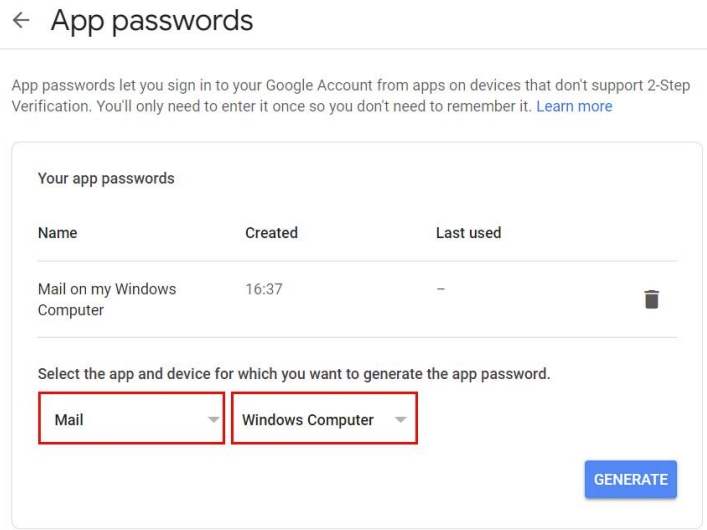 App passwords
App passwords let you sign in to your Google Account from apps on devices that don't support 2-Step
Verification. You'll only need to enter it once so you don't need to remember it. Learn more
Your app passwords
Name Created Last used
Mail on my Windows 16:37 –
Computer
Select the app and device for which you want to generate the app password.
Mail Windows Computer
GENERATE